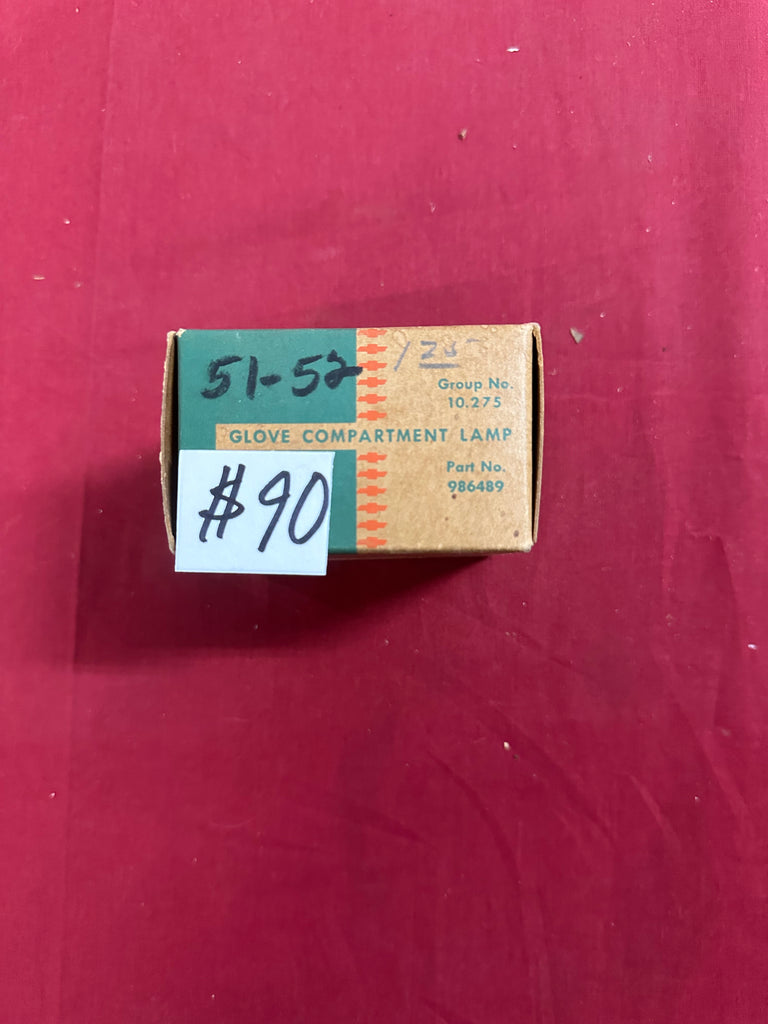 51-52
Group No.
10.275
GLOVE COMPARTMENT LAMP
Part No.
986489
$90